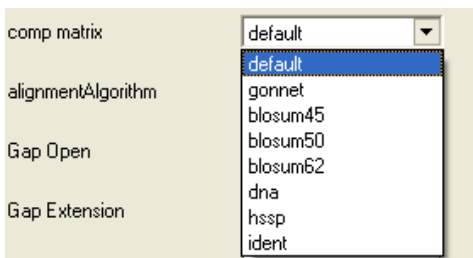 comp matrix default
default
alignmentAlgorithm gonnet
blosum45
Gap Open blosum50
blosum62
dna
Gap Extension hssp
ident